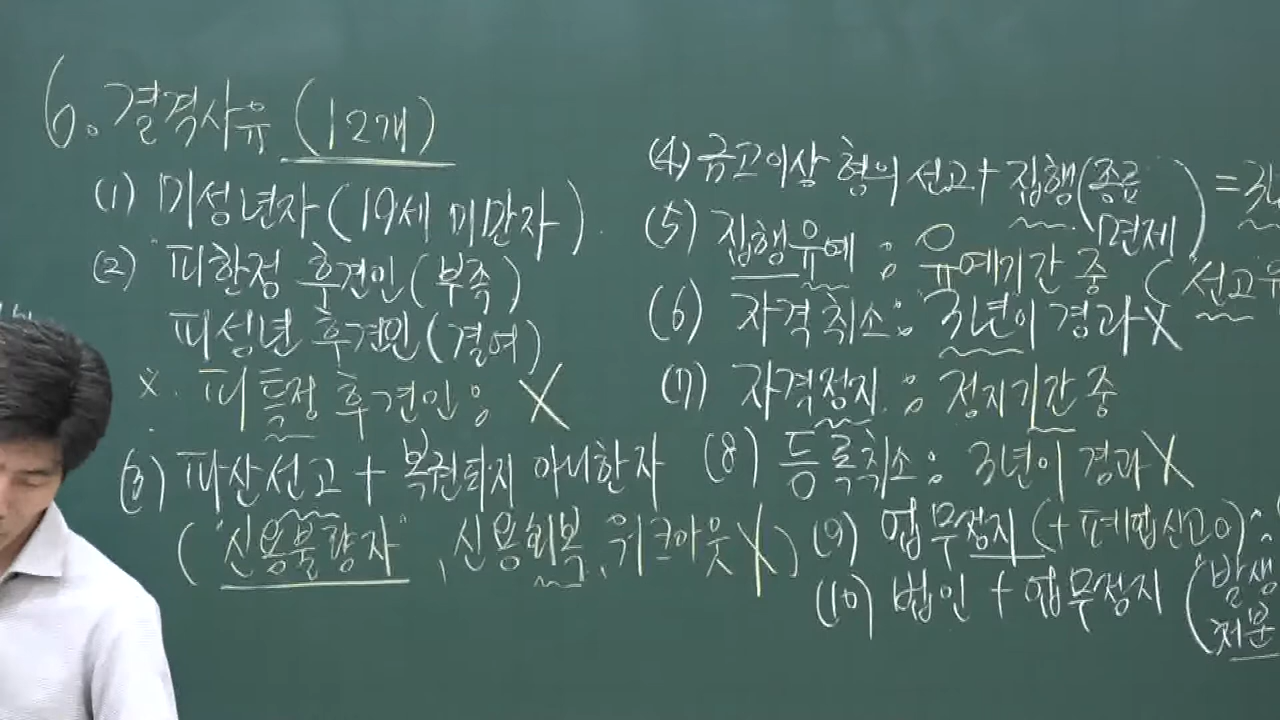 6. 결격사유 (12개)
(1) 미성년자 (19세 미만자)
(2) 피한정 후견인 (부족)
피성년 후견인 (결여)
X. 피특정 후견인 : X
(3) 파산선고 + 복권되지 아니한자
("신용불량자", 신용회복, 워크아웃 X)
(4) 금고이상 형의 선고 + 집행 (종료
면제) = 3년
(5) 집행유예 : 유예기간 중 (선고유
(6) 자격취소 : 3년이 경과 X
(7) 자격정지 : 정지기간 중
(8) 등록취소 : 3년이 경과 X
(9) 업무정지 (+ 폐업신고 O) :
(10) 법인 + 업무정지 (발생
처분